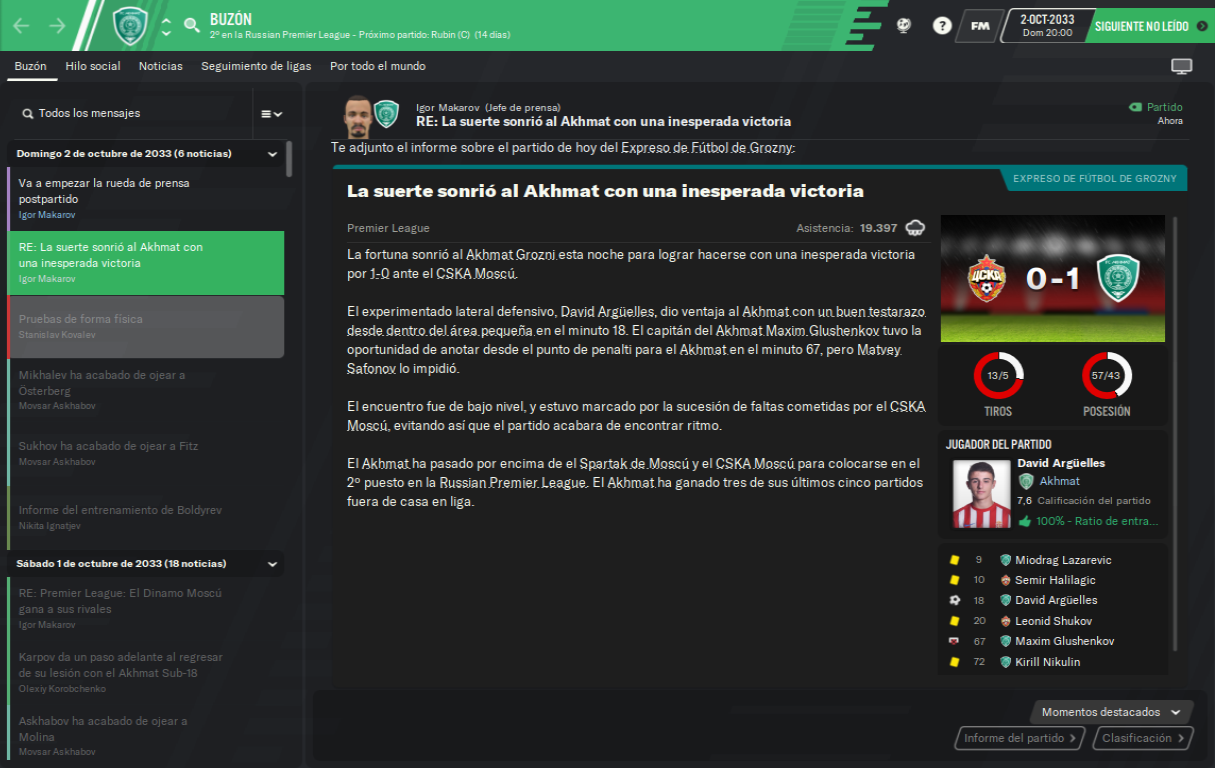 BUZÓN
2º en la Russian Premier League - Próximo partido: Rubin (C) (14 días)
?
FM
2-OCT-2033
Dom 20:00
SIGUIENTE NO LEÍDO
Buzón
Hilo social
Noticias
Seguimiento de ligas
Por todo el mundo
Todos los mensajes
Domingo 2 de octubre de 2033 (6 noticias)
Va a empezar la rueda de prensa
postpartido
Igor Makarov
RE: La suerte sonrió al Akhmat con
una inesperada victoria
Igor Makarov
Pruebas de forma física
Stanislav Kovalev
Mikhalev ha acabado de ojear a
Österberg
Movsar Askhabov
Sukhov ha acabado de ojear a Fitz
Movsar Askhabov
Informe del entrenamiento de Boldyrev
Nikita Ignatjev
Sábado 1 de octubre de 2033 (18 noticias)
RE: Premier League: El Dinamo Moscú
gana a sus rivales
Igor Makarov
Karpov da un paso adelante al regresar
de su lesión con el Akhmat Sub-18
Olexiy Korobchenko
Askhabov ha acabado de ojear a
Molina
Movsar Askhabov
Igor Makarov (Jefe de prensa)
RE: La suerte sonrió al Akhmat con una inesperada victoria
Partido
Ahora
Te adjunto el informe sobre el partido de hoy del Expreso de Fútbol de Grozny:
EXPRESO DE FÚTBOL DE GROZNY
La suerte sonrió al Akhmat con una inesperada victoria
Premier League
Asistencia: 19.397
La fortuna sonrió al Akhmat Grozni esta noche para lograr hacerse con una inesperada victoria
por 1-0 ante el CSKA Moscú.
El experimentado lateral defensivo, David Argüelles, dio ventaja al Akhmat con un buen testarazo
desde dentro del área pequeña en el minuto 18. El capitán del Akhmat Maxim Glushenkov tuvo la
oportunidad de anotar desde el punto de penalti para el Akhmat en el minuto 67, pero Matvey
Safonov lo impidió.
El encuentro fue de bajo nivel, y estuvo marcado por la sucesión de faltas cometidas por el CSKA
Moscú, evitando así que el partido acabara de encontrar ritmo.
El Akhmat ha pasado por encima de el Spartak de Moscú y el CSKA Moscú para colocarse en el
2º puesto en la Russian Premier League. El Akhmat ha ganado tres de sus últimos cinco partidos
fuera de casa en liga.
ЦСКА
0-1
13/5
57/43
TIROS
POSESIÓN
JUGADOR DEL PARTIDO
David Argüelles
Akhmat
7,6 Calificación del partido
100% - Ratio de entra...
9 Miodrag Lazarevic
10 Semir Halilagic
18 David Argüelles
20 Leonid Shukov
67 Maxim Glushenkov
72 Kirill Nikulin
Momentos destacados
Informe del partido
Clasificación